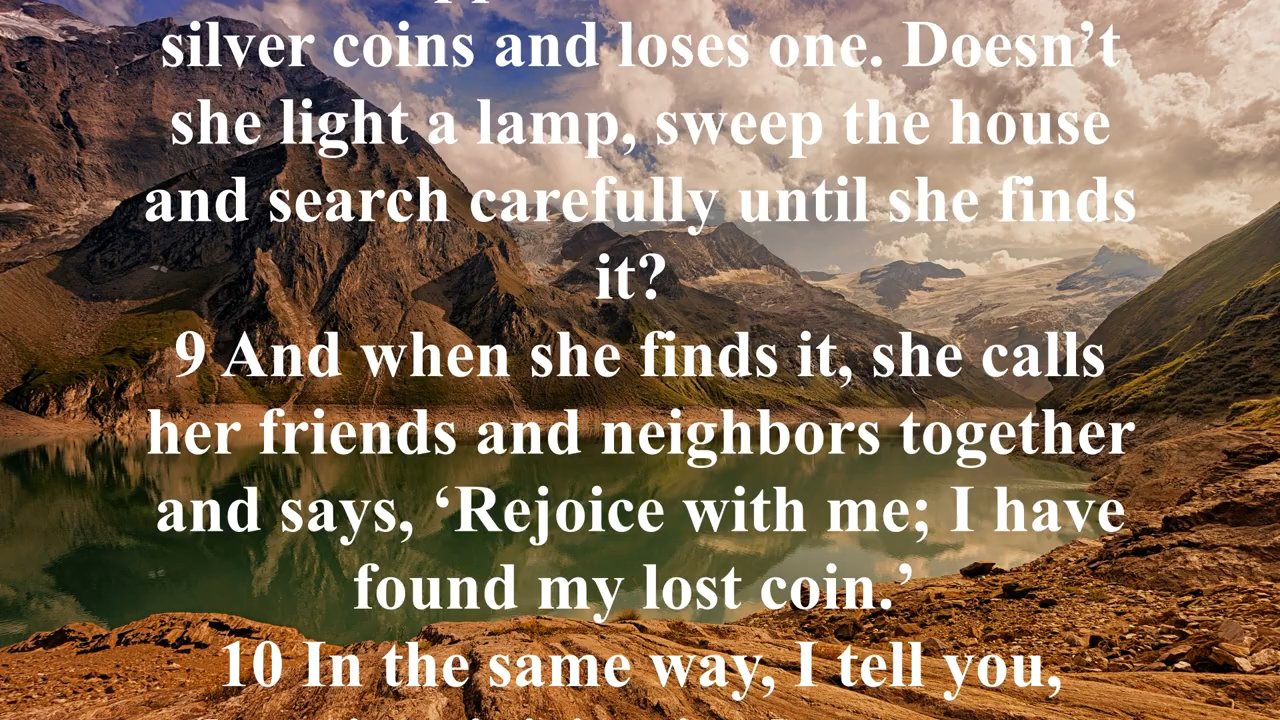 silver coins and loses one. Doesn’t
she light a lamp, sweep the house
and search carefully until she finds
it?
9 And when she finds it, she calls
her friends and neighbors together
and says, ‘Rejoice with me; I have
found my lost coin.’
10 In the same way, I tell you,